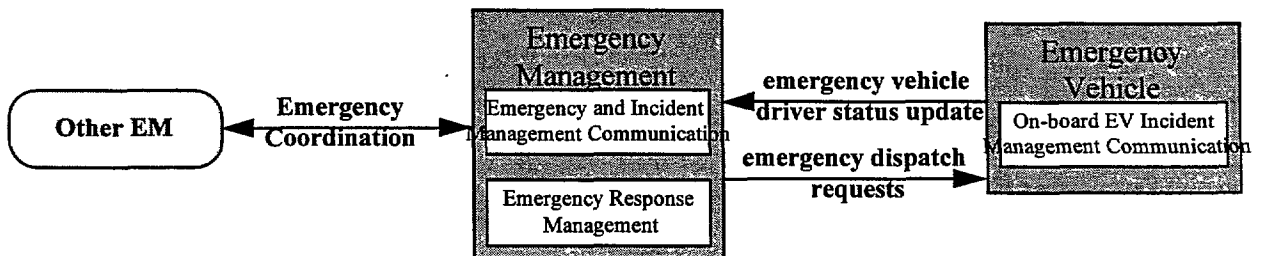 Other EM
Emergency
Coordination
Emergency
Management
Emergency and Incident
Management Communication
Emergency Response
Management
emergency vehicle
driver status update
emergency dispatch
requests
Emergency
Vehicle
On-board EV Incident
Management Communication